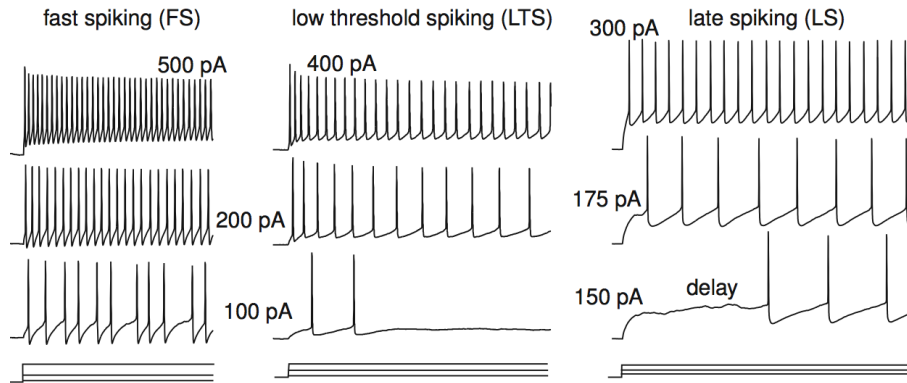 fast spiking (FS)
low threshold spiking (LTS)
late spiking (LS)
500 pA
400 pA
300 pA
200 pA
175 pA
100 pA
150 pA
delay